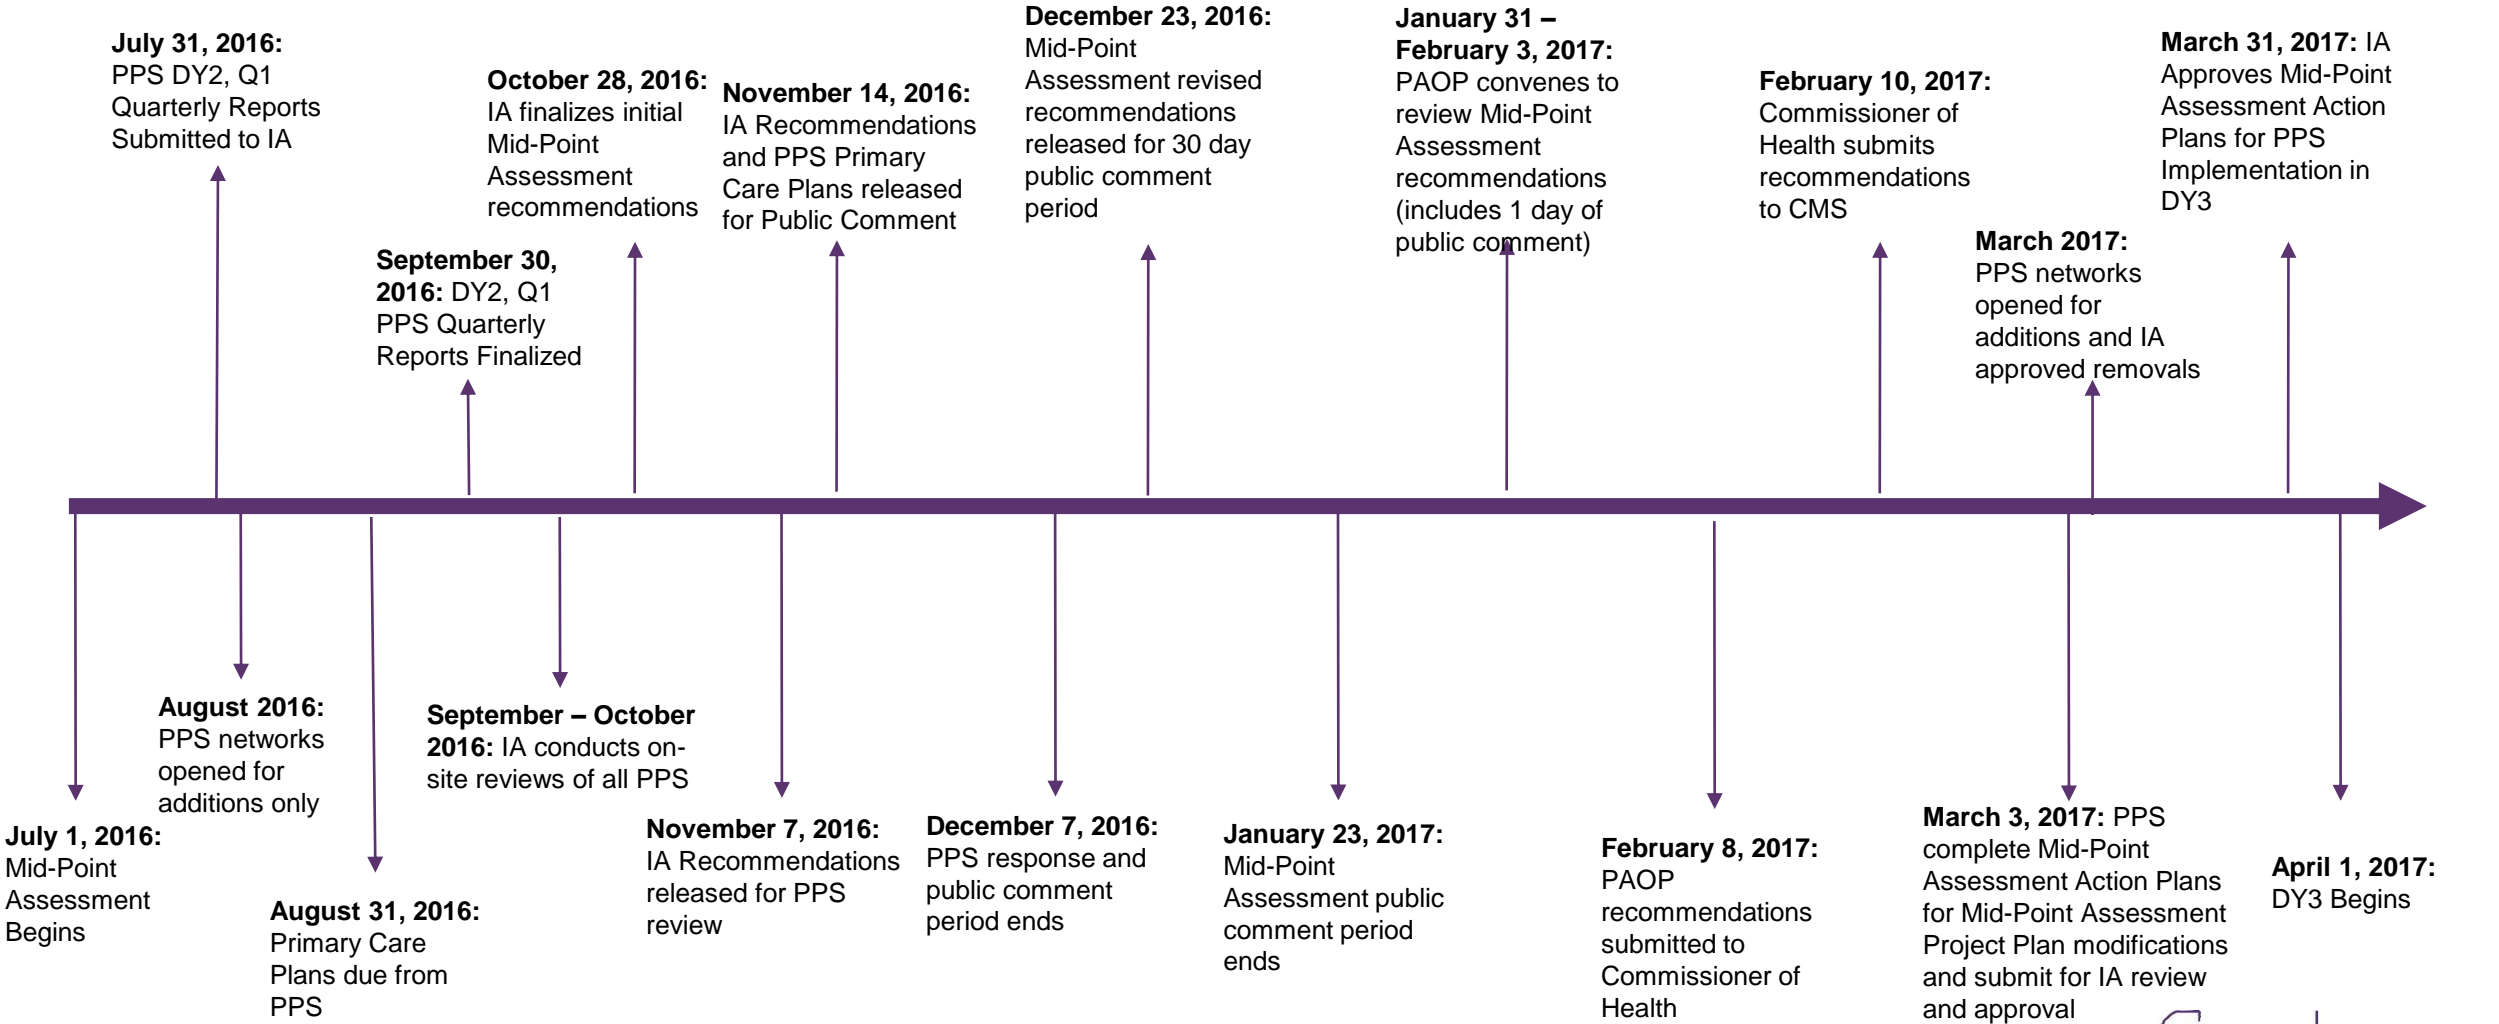 July 31, 2016:
PPS DY2, Q1
Quarterly Reports
Submitted to IA
September 30,
2016: DY2, Q1
PPS Quarterly
Reports Finalized
October 28, 2016:
IA finalizes initial
Mid-Point
Assessment
recommendations
November 14, 2016:
IA Recommendations
and PPS Primary
Care Plans released
for Public Comment
December 23, 2016:
Mid-Point
Assessment revised
recommendations
released for 30 day
public comment
period
January 31 –
February 3, 2017:
PAOP convenes to
review Mid-Point
Assessment
recommendations
(includes 1 day of
public comment)
February 10, 2017:
Commissioner of
Health submits
recommendations
to CMS
March 2017:
PPS networks
opened for
additions and IA
approved removals
March 31, 2017: IA
Approves Mid-Point
Assessment Action
Plans for PPS
Implementation in
DY3
July 1, 2016:
Mid-Point
Assessment
Begins
August 2016:
PPS networks
opened for
additions only
August 31, 2016:
Primary Care
Plans due from
PPS
September – October
2016: IA conducts on-
site reviews of all PPS
November 7, 2016:
IA Recommendations
released for PPS
review
December 7, 2016:
PPS response and
public comment
period ends
January 23, 2017:
Mid-Point
Assessment public
comment period
ends
February 8, 2017:
PAOP
recommendations
submitted to
Commissioner of
Health
March 3, 2017: PPS
complete Mid-Point
Assessment Action Plans
for Mid-Point Assessment
Project Plan modifications
and submit for IA review
and approval
April 1, 2017:
DY3 Begins